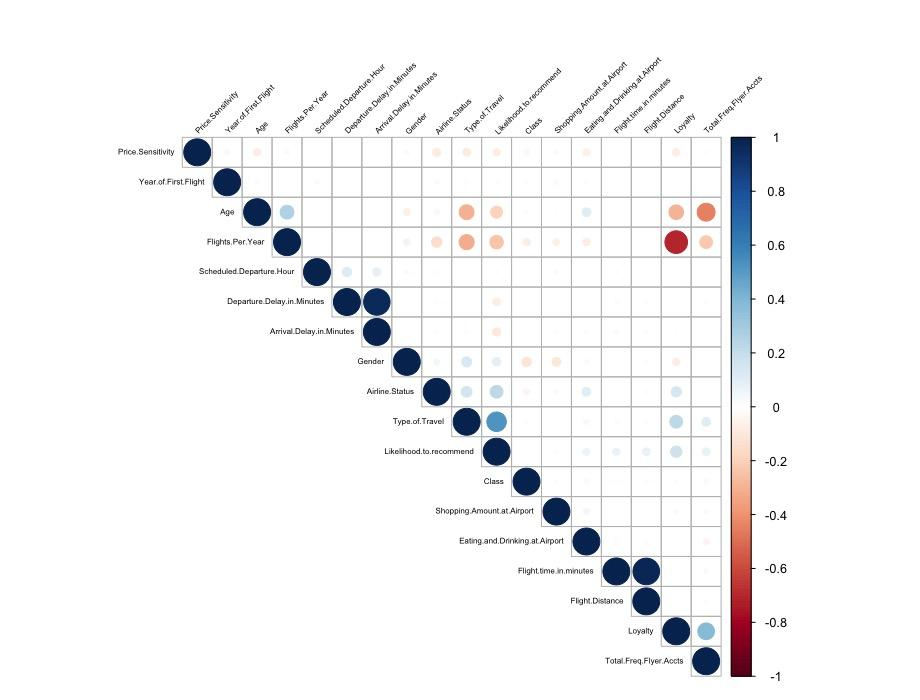 Price.Sensitivity
Year.of.First.Flight
Age
Flights.Per.Year
Scheduled.Departure.Hour
Departure.Delay.in.Minutes
Arrival.Delay.in.Minutes
Gender
Airline.Status
Type.of.Travel
Likelihood.to.recommend
Class
Shopping.Amount.at.Airport
Eating.and.Drinking.at.Airport
Flight.time.in.minutes
Flight.Distance
Loyalty
Total.Freq.Flyer.Accts
Price.Sensitivity
Year.of.First.Flight
Age
Flights.Per.Year
Scheduled.Departure.Hour
Departure.Delay.in.Minutes
Arrival.Delay.in.Minutes
Gender
Airline.Status
Type.of.Travel
Likelihood.to.recommend
Class
Shopping.Amount.at.Airport
Eating.and.Drinking.at.Airport
Flight.time.in.minutes
Flight.Distance
Loyalty
Total.Freq.Flyer.Accts
1
0.8
0.6
0.4
0.2
0
-0.2
-0.4
-0.6
-0.8
-1